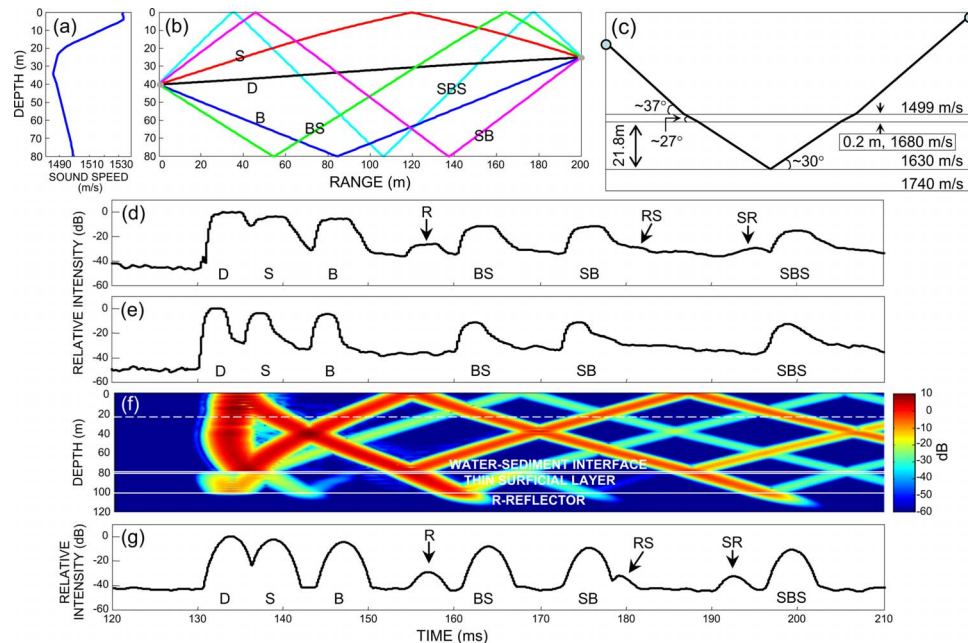 (a)
0
10
20
30
40
50
60
70
80
DEPTH (m)
1490 1510 1530
SOUND SPEED
(m/s)
(b)
0
20
40
60
80
S
D
B
BS
SBS
SB
0 20 40 60 80 100 120 140 160 180 200
RANGE (m)
(c)
~37°
~27°
~30°
21.8m
1499 m/s
0.2 m, 1680 m/s
1630 m/s
1740 m/s
(d)
0
-20
-40
-60
R
RS
SR
D S B BS SB SBS
RELATIVE INTENSITY (dB)
(e)
0
-20
-40
-60
D S B BS SB SBS
(f)
0
20
40
60
80
100
120
DEPTH (m)
WATER-SEDIMENT INTERFACE
THIN SURFICIAL LAYER
R-REFLECTOR
10
0
-10
-20
-30
-40
-50
-60
dB
(g)
0
-20
-40
-60
RELATIVE
INTENSITY (dB)
R
RS
SR
D S B BS SB SBS
120 130 140 150 160 170 180 190 200 210
TIME (ms)